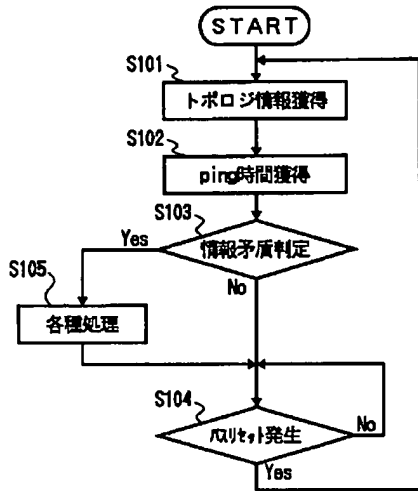 START
S101
トポロジ情報獲得
S102
ping時間獲得
S103
Yes
情報矛盾判定
No
S105
各種処理
S104
バスリセット発生
No
Yes